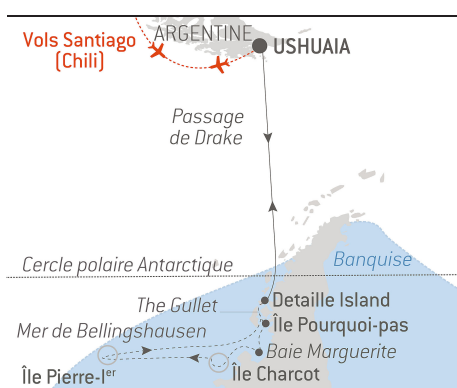 Vols Santiago
(Chili)
ARGENTINE
USHUAIA
Passage
de Drake
Cercle polaire Antarctique
Banquise
The Gullet
Detaille Island
Mer de Bellingshausen
Île Pourquoi-pas
Baie Marguerite
Île Pierre-Iᵉʳ
Île Charcot